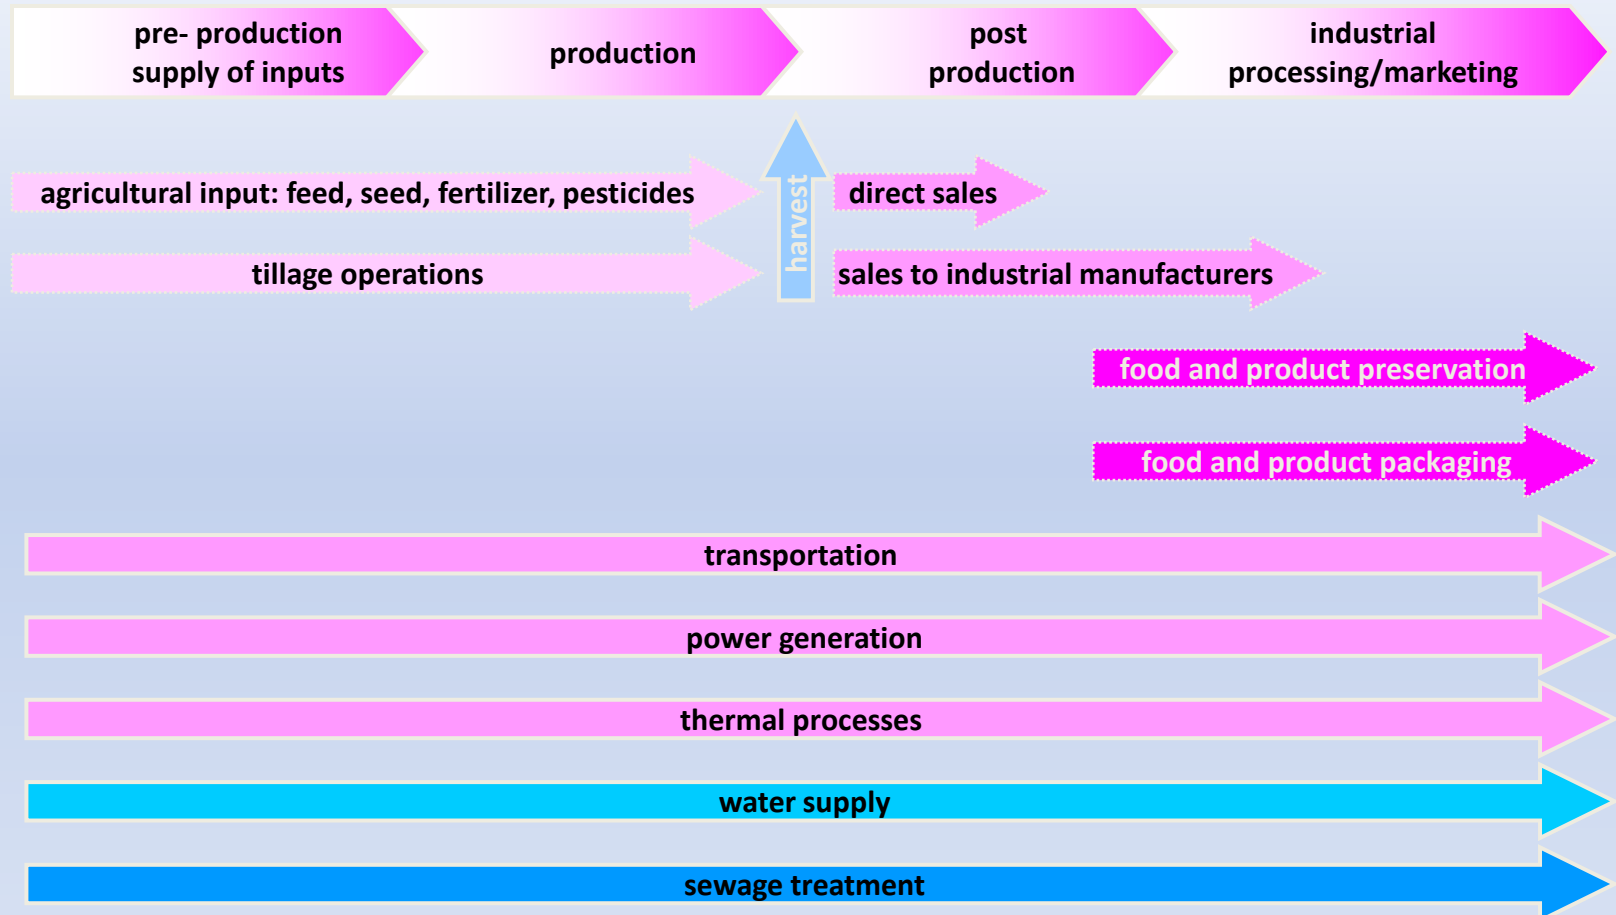 pre- production
supply of inputs
production
post
production
industrial
processing/marketing
agricultural input: feed, seed, fertilizer, pesticides
harvest
direct sales
tillage operations
sales to industrial manufacturers
food and product preservation
food and product packaging
transportation
power generation
thermal processes
water supply
sewage treatment